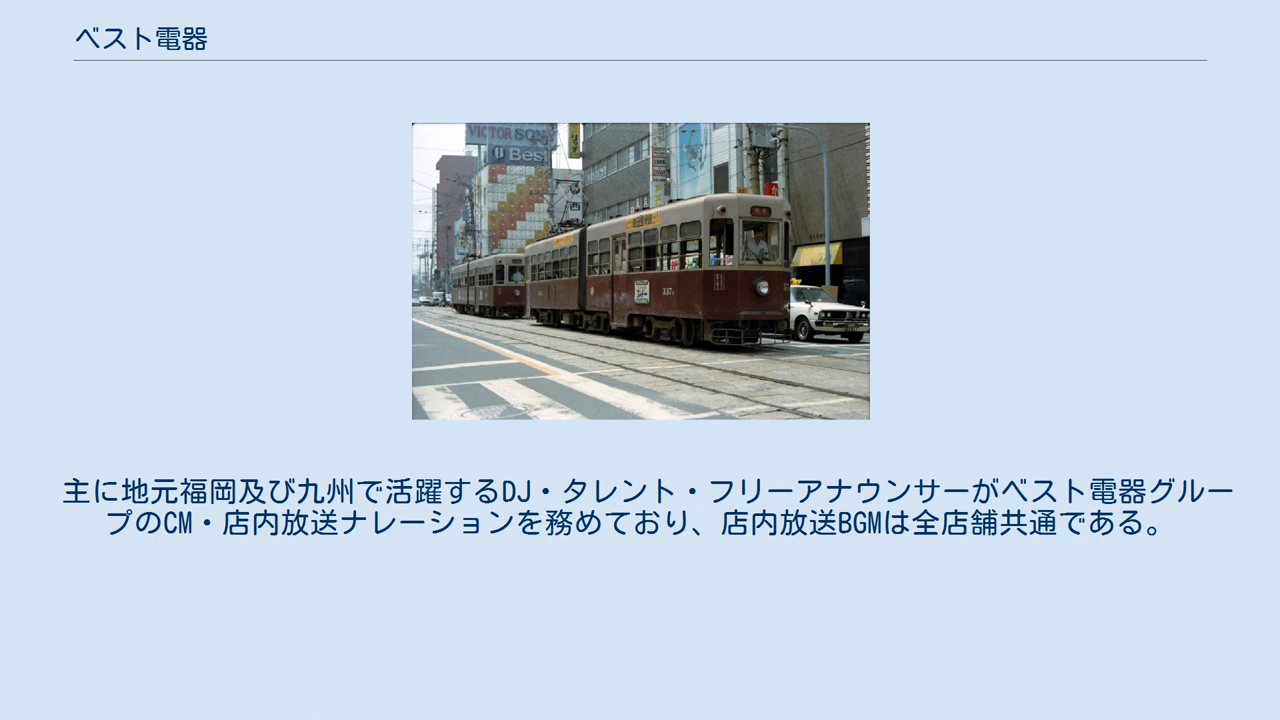 ベスト電器
VICTOR SONY
Best
337
主に地元福岡及び九州で活躍するDJ・タレント・フリーアナウンサーがベスト電器グルー
プのCM・店内放送ナレーションを務めており、店内放送BGMは全店舗共通である。